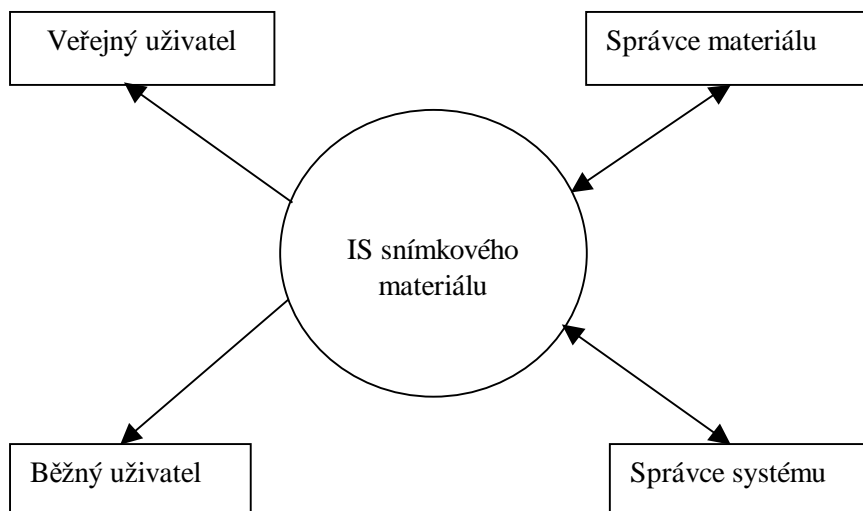 Veřejný uživatel
Správce materiálu
IS snímkového
materiálu
Běžný uživatel
Správce systému